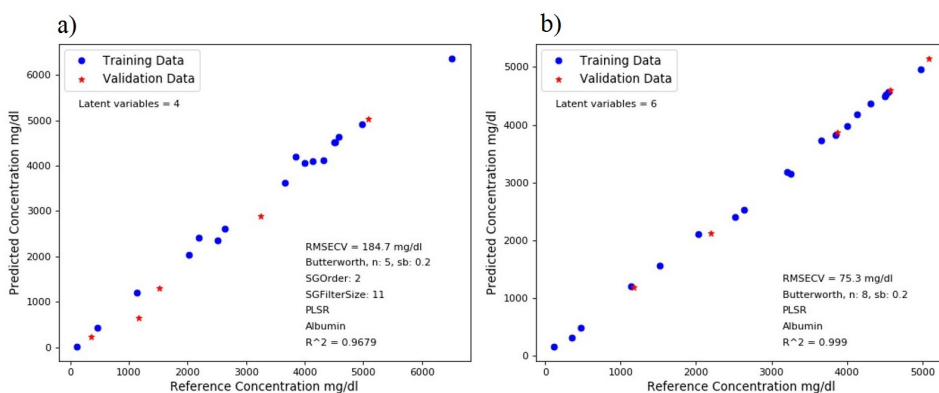 a)
Training Data
Validation Data
Latent variables = 4
RMSECV = 184.7 mg/dl
Butterworth, n: 5, sb: 0.2
SGOrder: 2
SGFilterSize: 11
PLSR
Albumin
R^2 = 0.9679
Predicted Concentration mg/dl
6000
5000
4000
3000
2000
1000
0
0 1000 2000 3000 4000 5000 6000
Reference Concentration mg/dl
b)
Training Data
Validation Data
Latent variables = 6
RMSECV = 75.3 mg/dl
Butterworth, n: 8, sb: 0.2
PLSR
Albumin
R^2 = 0.999
Predicted Concentration mg/dl
5000
4000
3000
2000
1000
0
0 1000 2000 3000 4000 5000
Reference Concentration mg/dl